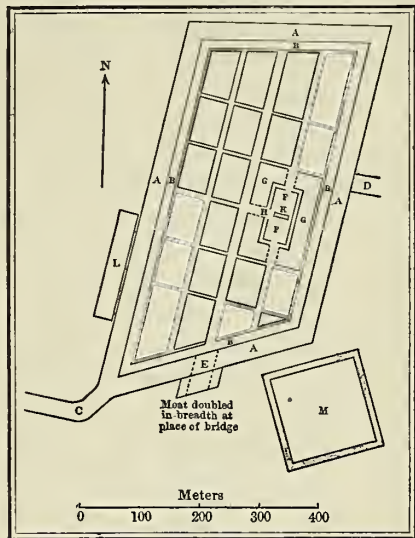 A
B
N
G
F
A B
B A
D
K
H
G
F
L
B
A
E
C
Moat doubled
in breadth at
place of bridge
M
Meters
0 100 200 300 400